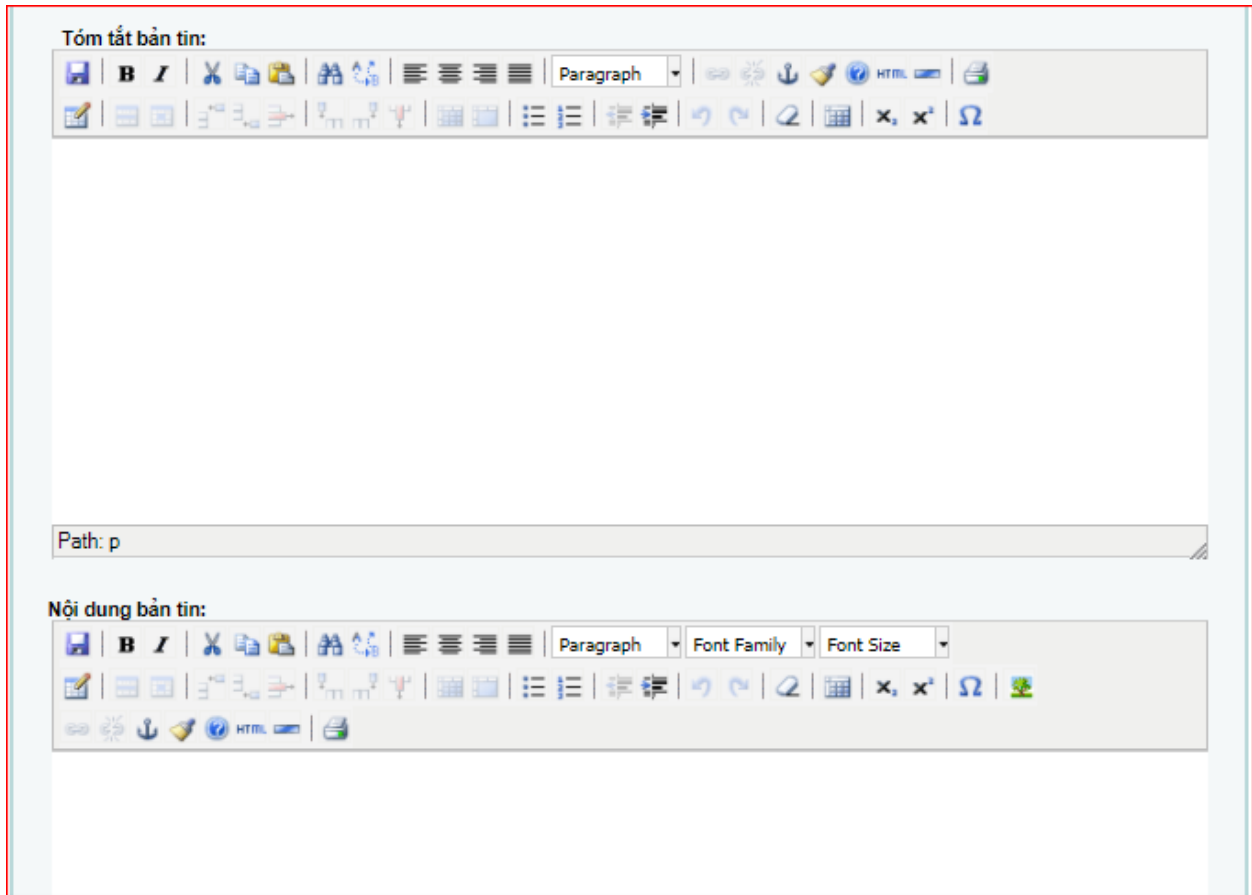 Tóm tắt bản tin:
B I Paragraph HTML
x₂ x² Ω
Path: p
Nội dung bản tin:
B I Paragraph Font Family Font Size
x₂ x² Ω
HTML